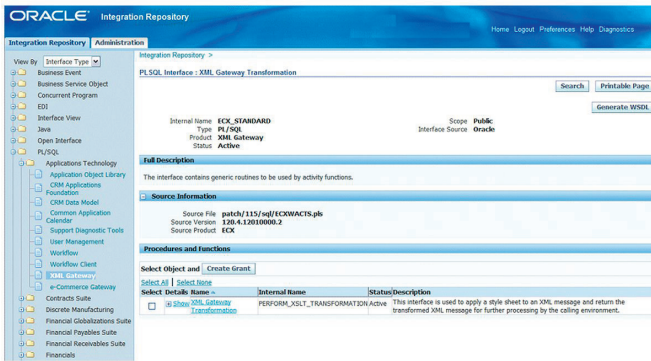 ORACLE Integration Repository
Home Logout Preferences Help Diagnostics
Integration Repository Administration
View By Interface Type
Business Event
Business Service Object
Concurrent Program
EDI
Interface View
Java
Open Interface
PL/SQL
Applications Technology
Application Object Library
CRM Applications
Foundation
CRM Data Model
Common Application
Calendar
Support Diagnostic Tools
User Management
Workflow
Workflow Client
XML Gateway
e-Commerce Gateway
Contracts Suite
Discrete Manufacturing
Financial Globalizations Suite
Financial Payables Suite
Financial Receivables Suite
Financials
Integration Repository >
PLSQL Interface : XML Gateway Transformation
Search Printable Page
Generate WSDL
Internal Name ECX_STANDARD Scope Public
Type PL/SQL Interface Source Oracle
Product XML Gateway
Status Active
Full Description
The interface contains generic routines to be used by activity functions.
Source Information
Source File patch/115/sql/ECXWACTS.pls
Source Version 120.4.12010000.2
Source Product ECX
Procedures and Functions
Select Object and Create Grant
Select All | Select None
Select Details Name Internal Name Status Description
Show XML Gateway PERFORM_XSLT_TRANSFORMATION Active This interface is used to apply a style sheet to an XML message and return the
Transformation transformed XML message for further processing by the calling environment.